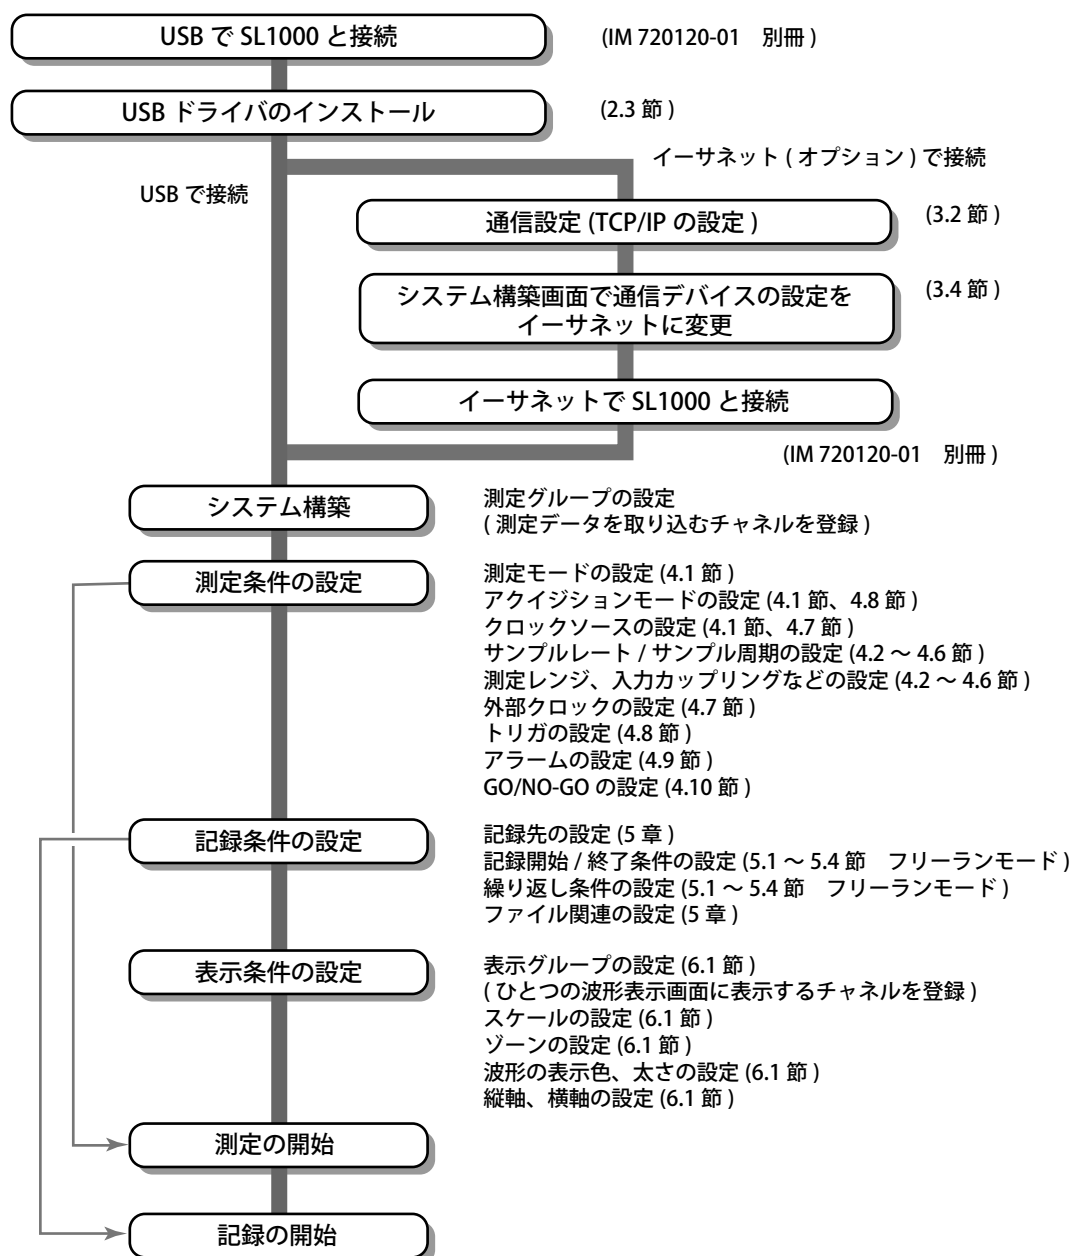 USB で SL1000 と接続
(IM 720120-01　別冊 )
USB ドライバのインストール
(2.3 節 )
イーサネット ( オプション ) で接続
USB で接続
通信設定 (TCP/IP の設定 )
(3.2 節 )
システム構築画面で通信デバイスの設定を
イーサネットに変更
(3.4 節 )
イーサネットで SL1000 と接続
(IM 720120-01　別冊 )
システム構築
測定グループの設定
( 測定データを取り込むチャネルを登録 )
測定条件の設定
測定モードの設定 (4.1 節 )
アクイジションモードの設定 (4.1 節、4.8 節 )
クロックソースの設定 (4.1 節、4.7 節 )
サンプルレート / サンプル周期の設定 (4.2 ～ 4.6 節 )
測定レンジ、入力カップリングなどの設定 (4.2 ～ 4.6 節 )
外部クロックの設定 (4.7 節 )
トリガの設定 (4.8 節 )
アラームの設定 (4.9 節 )
GO/NO-GO の設定 (4.10 節 )
記録条件の設定
記録先の設定 (5 章 )
記録開始 / 終了条件の設定 (5.1 ～ 5.4 節　フリーランモード )
繰り返し条件の設定 (5.1 ～ 5.4 節　フリーランモード )
ファイル関連の設定 (5 章 )
表示条件の設定
表示グループの設定 (6.1 節 )
( ひとつの波形表示画面に表示するチャネルを登録 )
スケールの設定 (6.1 節 )
ゾーンの設定 (6.1 節 )
波形の表示色、太さの設定 (6.1 節 )
縦軸、横軸の設定 (6.1 節 )
測定の開始
記録の開始